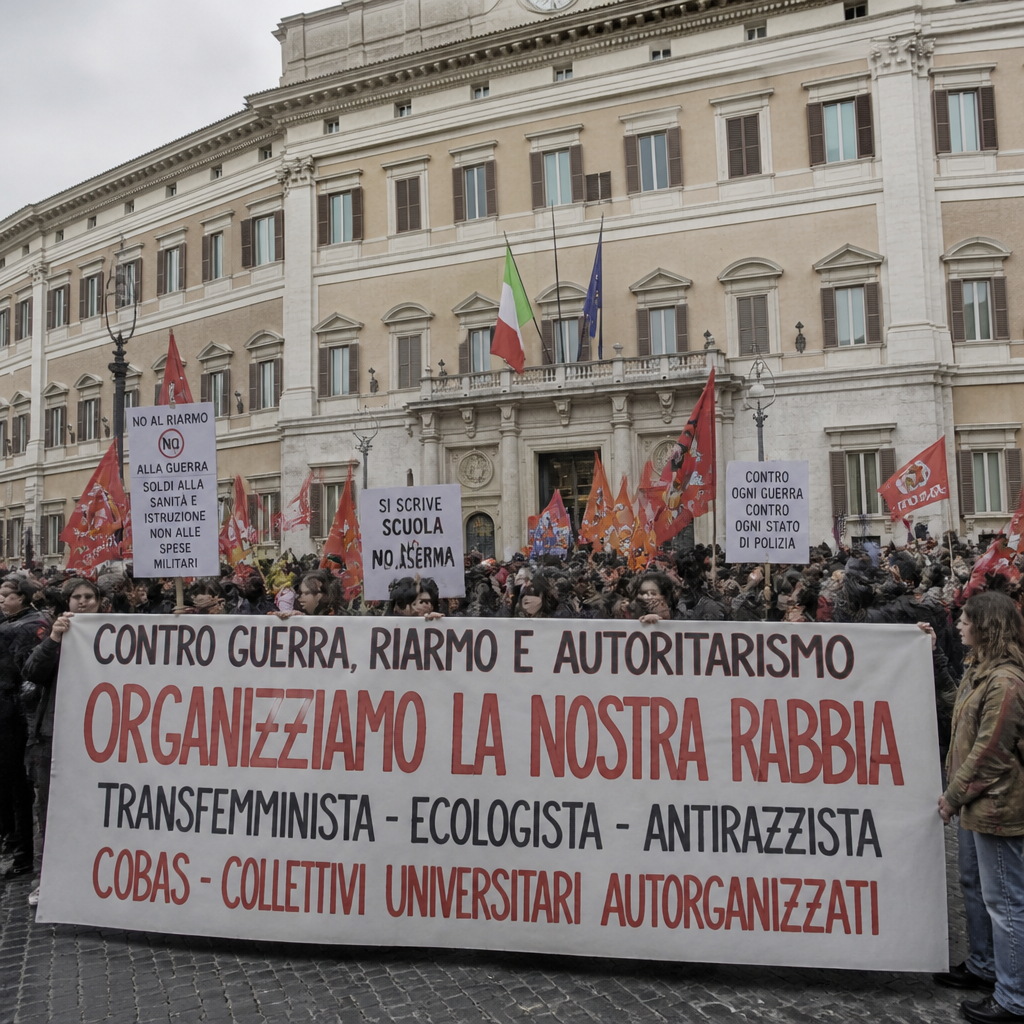 NO AL RIARMO
NO
ALLA GUERRA
SOLDI ALLA
SANITÀ E
ISTRUZIONE
NON ALLE
SPESE
MILITARI
SI SCRIVE
SCUOLA
NO ASERMA
CONTRO
OGNI GUERRA
CONTRO
OGNI STATO
DI POLIZIA
CONTRO GUERRA, RIARMO E AUTORITARISMO
ORGANIZZIAMO LA NOSTRA RABBIA
TRANSFEMMINISTA - ECOLOGISTA - ANTIRAZZISTA
COBAS - COLLETTIVI UNIVERSITARI AUTORGANIZZATI